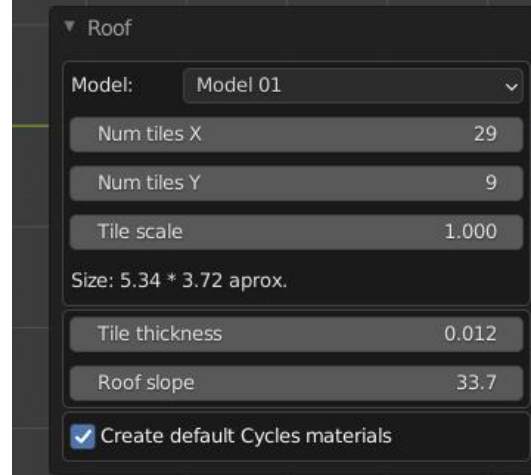 Roof
Model: Model 01
Num tiles X 29
Num tiles Y 9
Tile scale 1.000
Size: 5.34 * 3.72 aprox.
Tile thickness 0.012
Roof slope 33.7
Create default Cycles materials